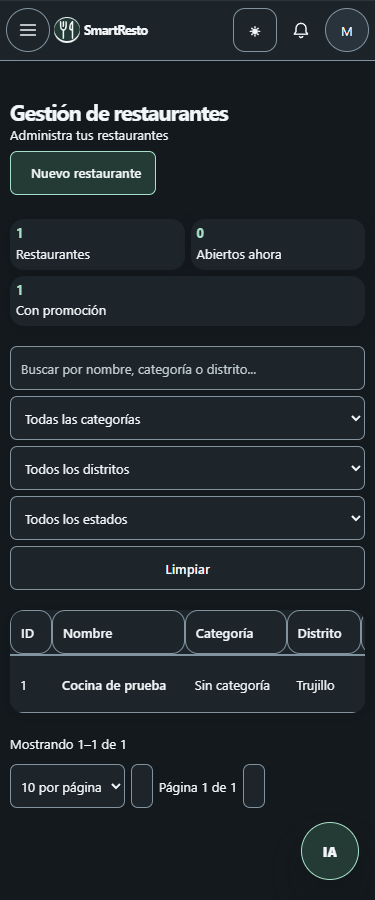 SmartResto
M
Gestión de restaurantes
Administra tus restaurantes
Nuevo restaurante
1
Restaurantes
0
Abiertos ahora
1
Con promoción
Buscar por nombre, categoría o distrito...
Todas las categorías
Todos los distritos
Todos los estados
Limpiar
ID Nombre Categoría Distrito
1 Cocina de prueba Sin categoría Trujillo
Mostrando 1–1 de 1
10 por página Página 1 de 1
IA